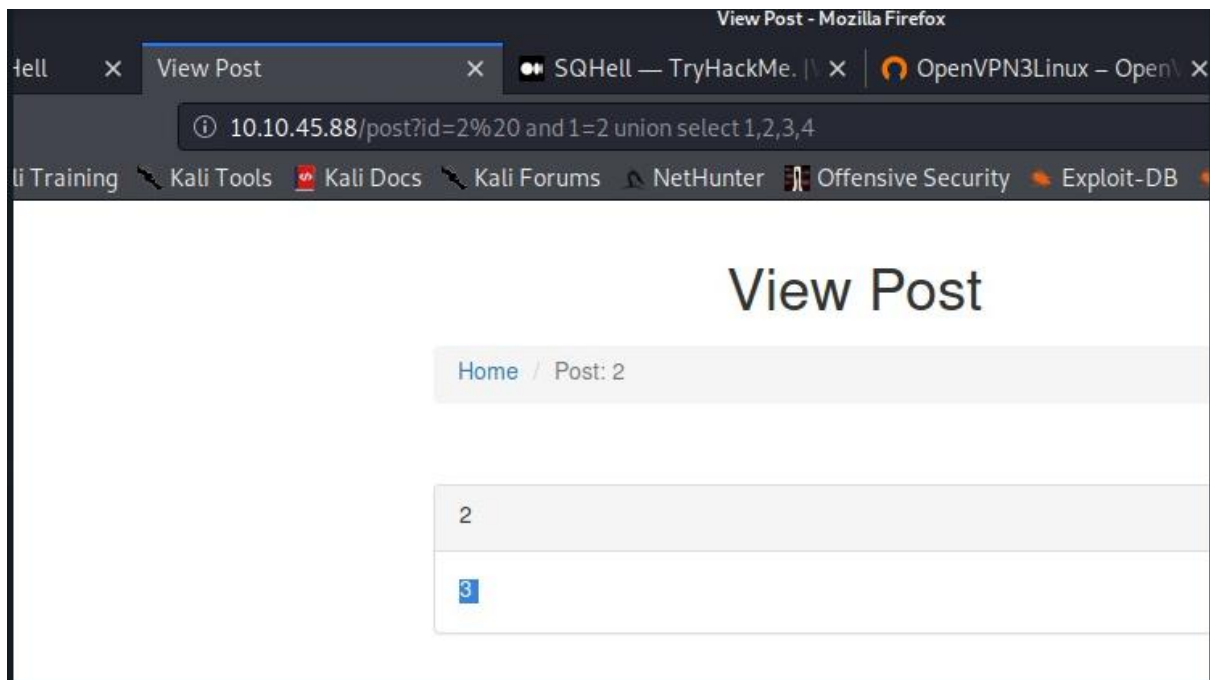 View Post - Mozilla Firefox
Hell × View Post × SQHell — TryHackMe. | × OpenVPN3Linux – Open × 
10.10.45.88/post?id=2%20 and 1=2 union select 1,2,3,4
li Training Kali Tools Kali Docs Kali Forums NetHunter Offensive Security Exploit-DB
View Post
Home / Post: 2
2
3